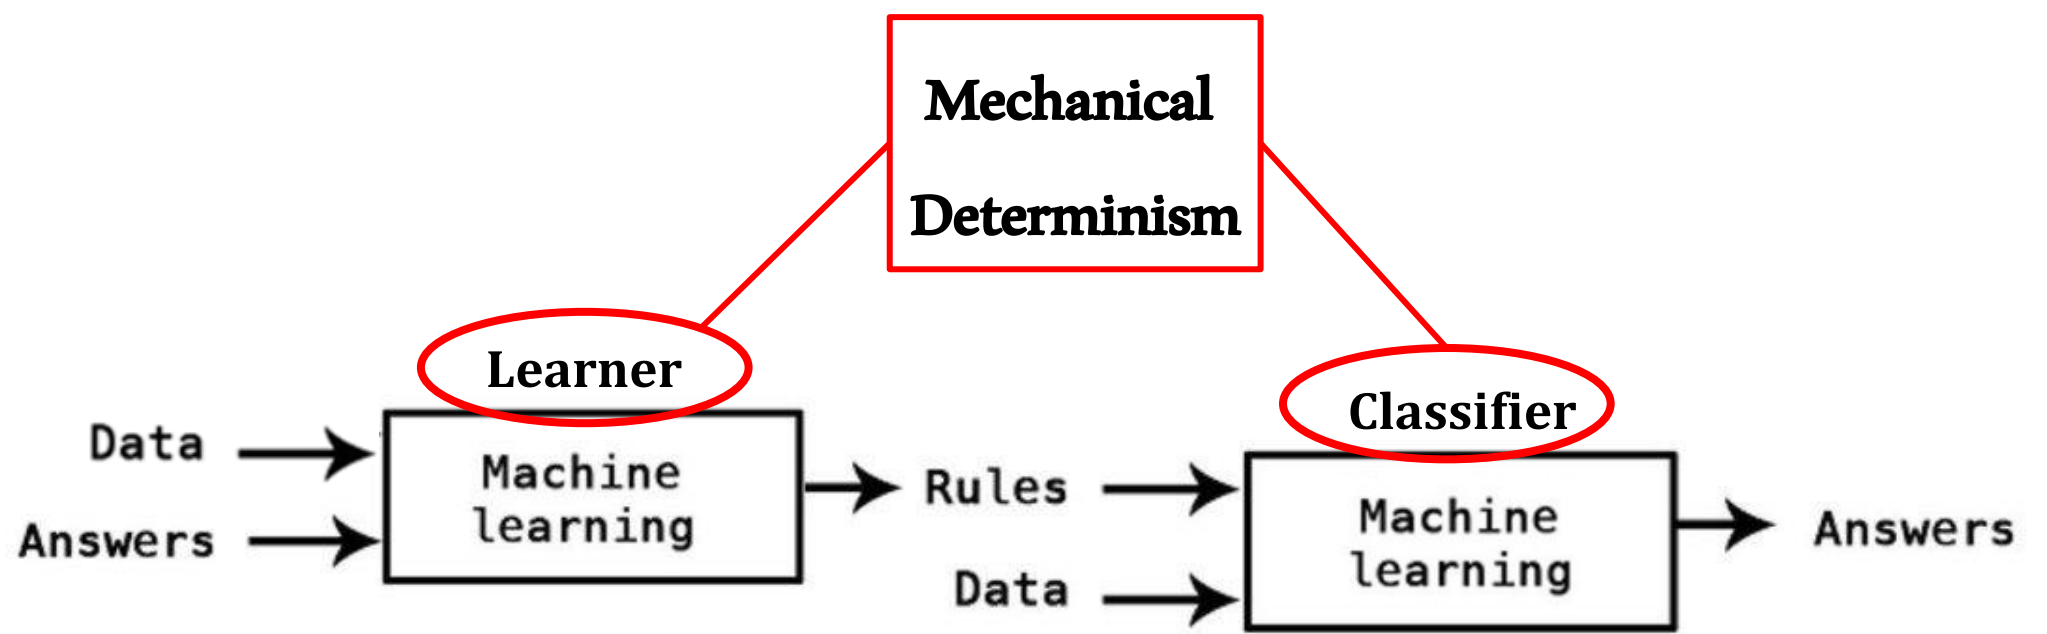 Mechanical
Determinism
Learner
Classifier
Data
Answers
Machine
learning
Rules
Data
Machine
learning
Answers